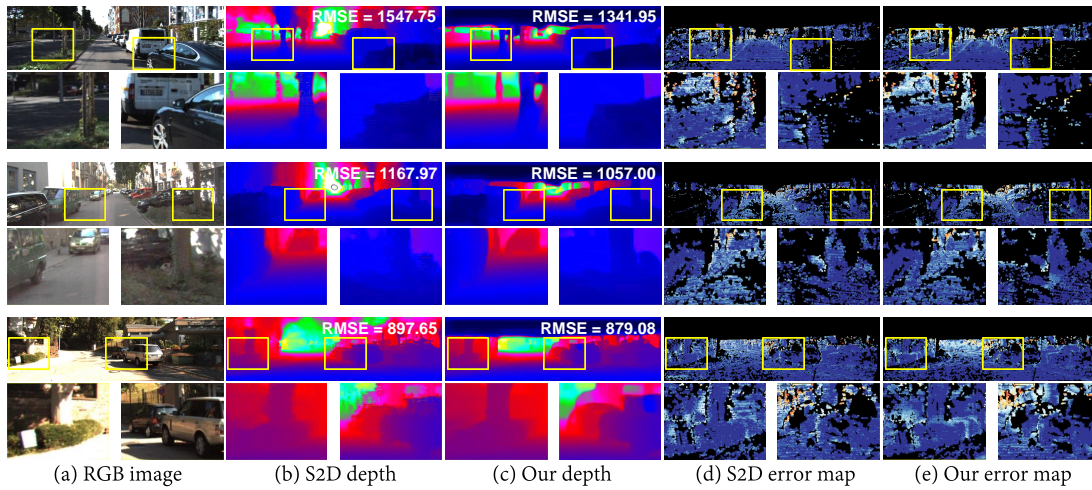 RMSE = 1547.75
RMSE = 1341.95
RMSE = 1167.97
RMSE = 1057.00
RMSE = 897.65
RMSE = 879.08
(a) RGB image
(b) S2D depth
(c) Our depth
(d) S2D error map
(e) Our error map